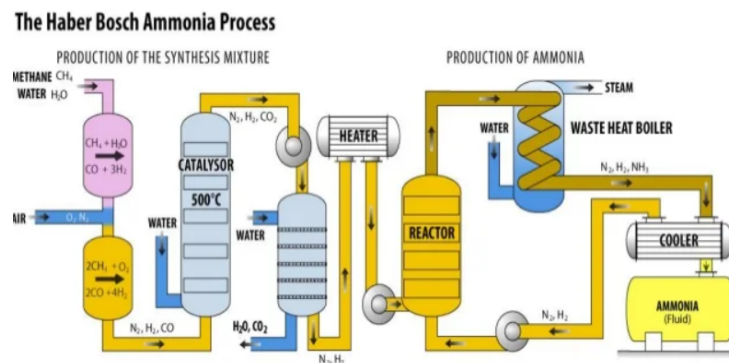 The Haber Bosch Ammonia Process
PRODUCTION OF THE SYNTHESIS MIXTURE
PRODUCTION OF AMMONIA
METHANE CH₄
WATER H₂O
CH₄ + H₂O
CO + 3H₂
AIR
O₂ N₂
2CH₄ + O₂
2CO + 4H₂
N₂, H₂, CO
WATER
CATALYSOR
500°C
N₂, H₂, CO₂
WATER
H₂O, CO₂
N₂, H₂
HEATER
REACTOR
WATER
STEAM
WASTE HEAT BOILER
N₂, H₂, NH₃
COOLER
N₂, H₂
AMMONIA
(Fluid)